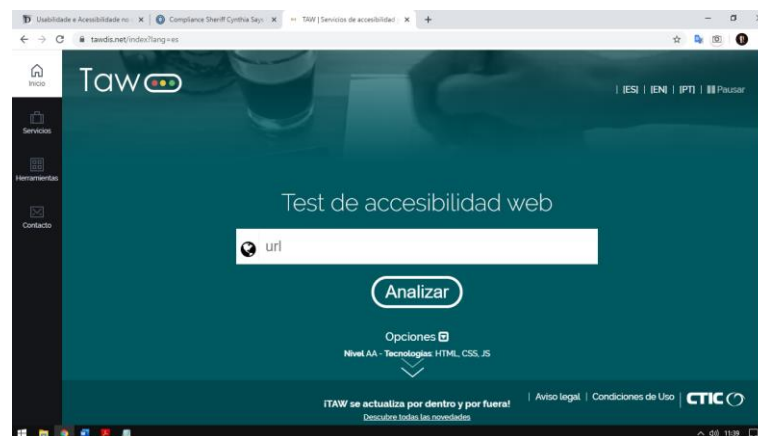 Usabilidade e Acessibilidade no
Compliance Sheriff Cynthia Says
TAW | Servicios de accesibilidad
tawdis.net/index?lang=es
Inicio
Taw
| [ES] | [EN] | [PT] | Pausar
Servicios
Herramientas
Contacto
Test de accesibilidad web
url
Analizar
Opciones
Nivel AA - Tecnologías: HTML, CSS, JS
¡TAW se actualiza por dentro y por fuera!
Descubre todas las novedades
| Aviso legal | Condiciones de Uso | CTIC
11:39